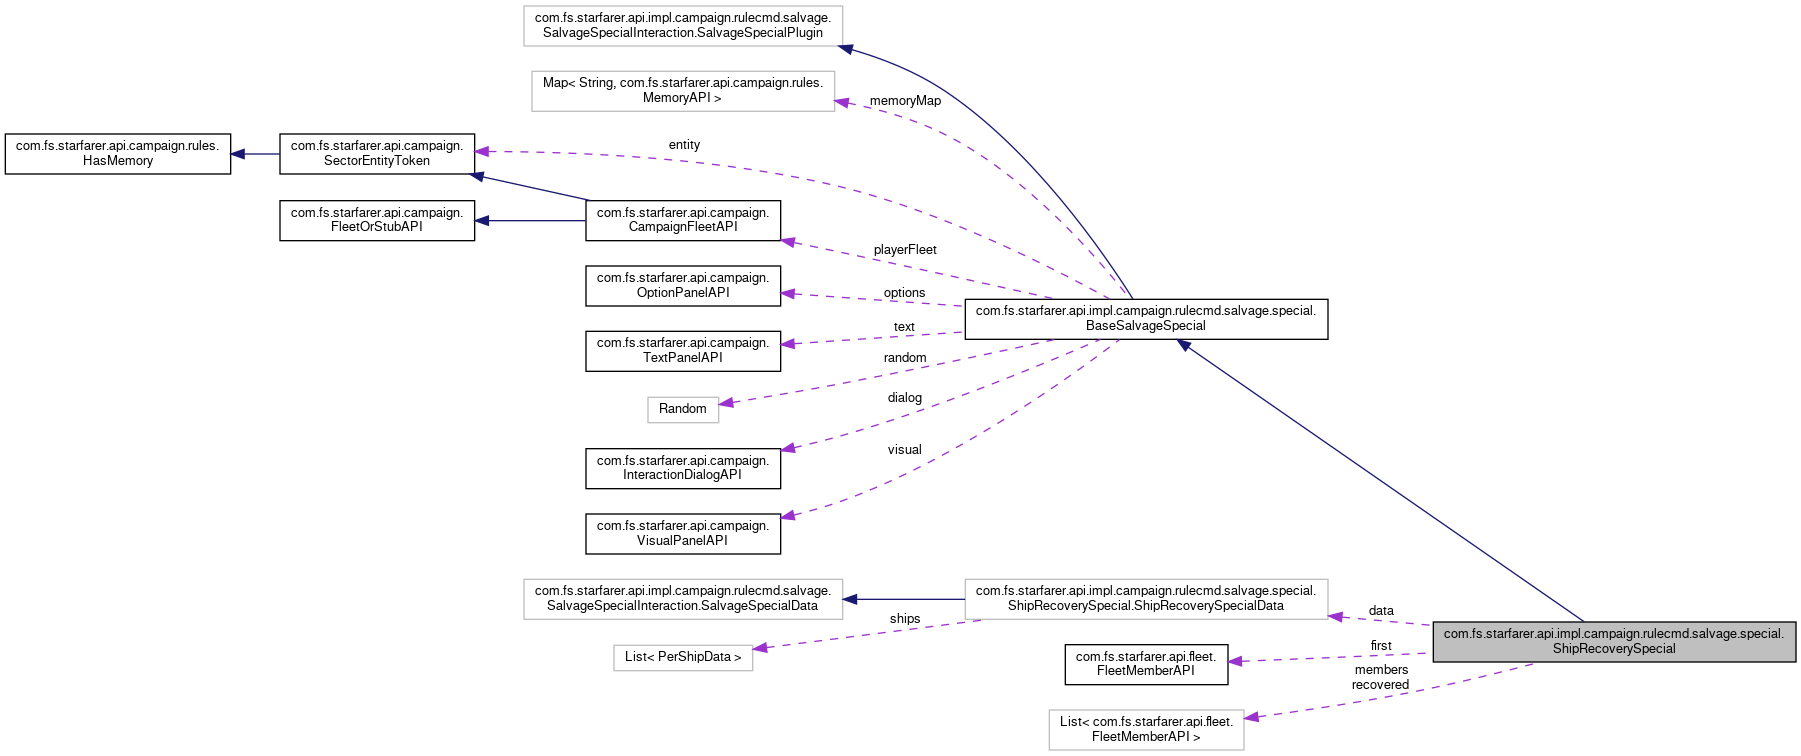 com.fs.starfarer.api.impl.campaign.rulecmd.salvage.
SalvageSpecialInteraction.SalvageSpecialPlugin
Map< String, com.fs.starfarer.api.campaign.rules.
MemoryAPI >
memoryMap
com.fs.starfarer.api.campaign.rules.
HasMemory
com.fs.starfarer.api.campaign.
SectorEntityToken
entity
com.fs.starfarer.api.campaign.
FleetOrStubAPI
com.fs.starfarer.api.campaign.
CampaignFleetAPI
playerFleet
com.fs.starfarer.api.campaign.
OptionPanelAPI
options
com.fs.starfarer.api.impl.campaign.rulecmd.salvage.special.
BaseSalvageSpecial
com.fs.starfarer.api.campaign.
TextPanelAPI
text
random
Random
dialog
com.fs.starfarer.api.campaign.
InteractionDialogAPI
visual
com.fs.starfarer.api.campaign.
VisualPanelAPI
com.fs.starfarer.api.impl.campaign.rulecmd.salvage.
SalvageSpecialInteraction.SalvageSpecialData
com.fs.starfarer.api.impl.campaign.rulecmd.salvage.special.
ShipRecoverySpecial.ShipRecoverySpecialData
data
ships
List< PerShipData >
com.fs.starfarer.api.impl.campaign.rulecmd.salvage.special.
ShipRecoverySpecial
first
com.fs.starfarer.api.fleet.
FleetMemberAPI
members
recovered
List< com.fs.starfarer.api.fleet.
FleetMemberAPI >